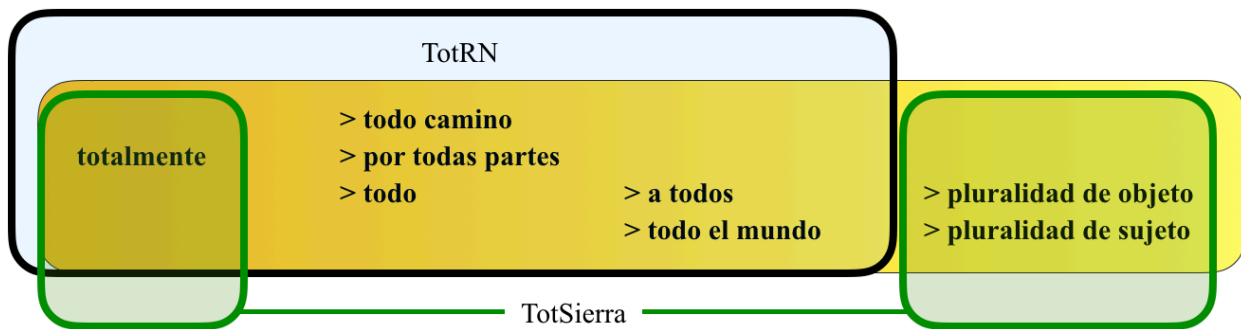 TotRN
> todo camino
totalmente > por todas partes
> todo > a todos > pluralidad de objeto
> todo el mundo > pluralidad de sujeto
TotSierra